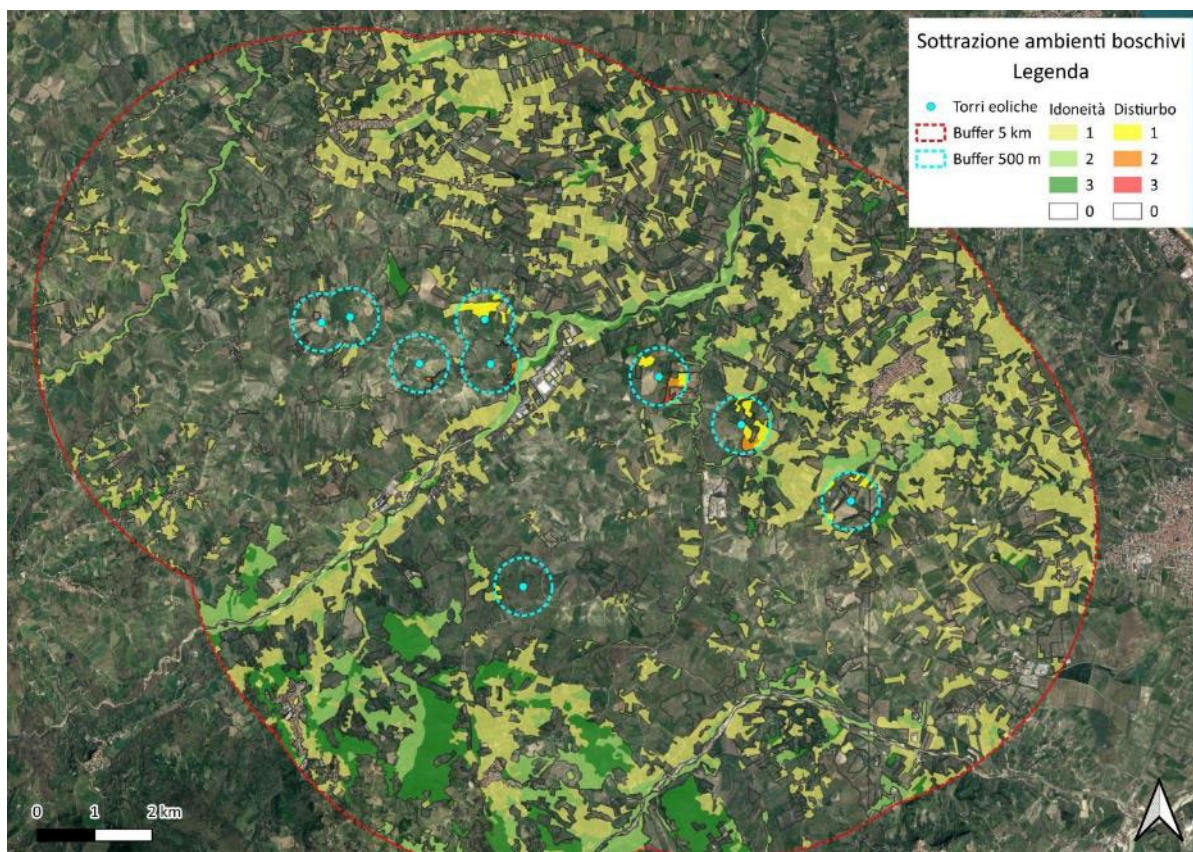 Sottrazione ambienti boschivi
Legenda
Torri eoliche Idoneità Distiurbo
Buffer 5 km 1 1
Buffer 500 m 2 2
3 3
0 0
0 1 2 km